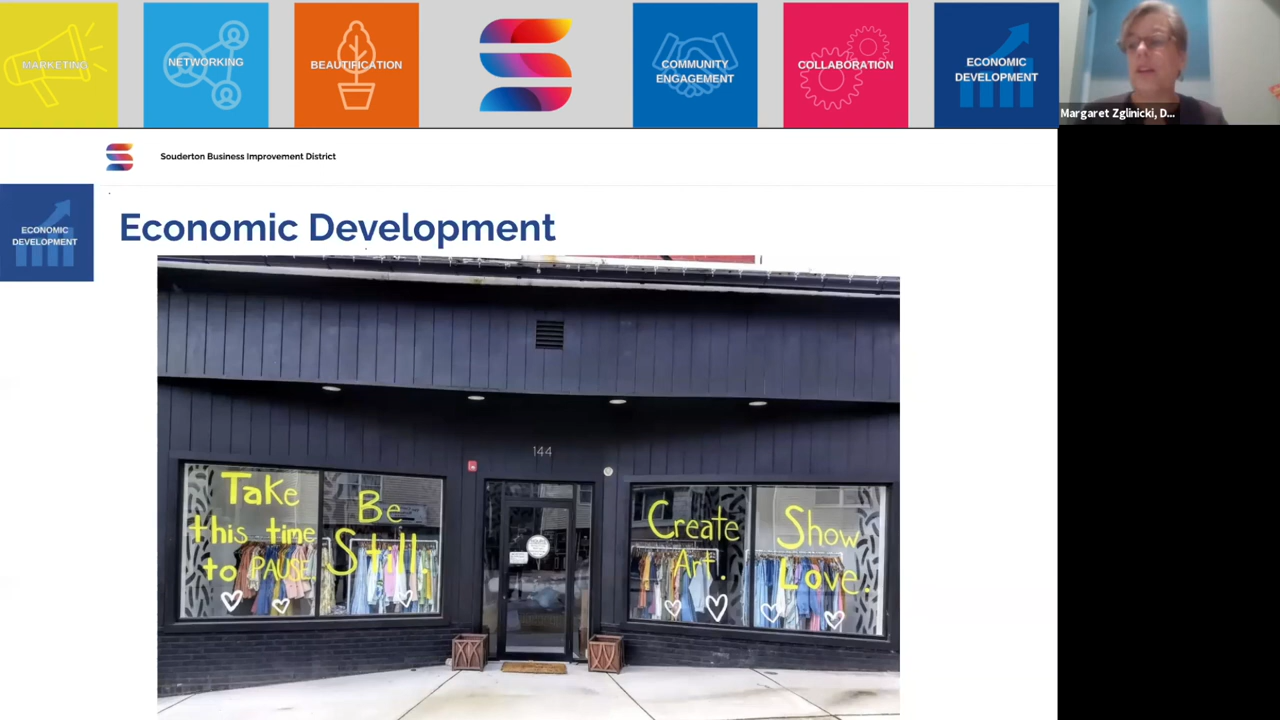 MARKETING
NETWORKING
BEAUTIFICATION
COMMUNITY
ENGAGEMENT
COLLABORATION
ECONOMIC
DEVELOPMENT
Margaret Zglinicki, D...
Souderton Business Improvement District
ECONOMIC
DEVELOPMENT
Economic Development
144
Take
this time
to PAUSE.
Be
Still.
Create
Art.
Show
Love.